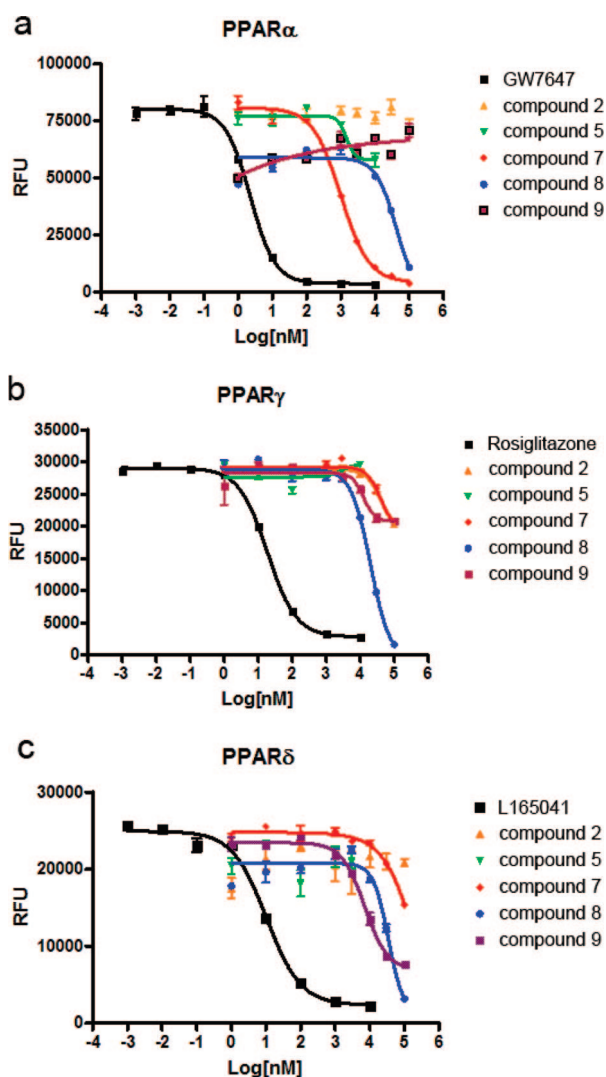 a
PPARα
100000
75000
50000
25000
0
RFU
-4 -3 -2 -1 0 1 2 3 4 5 6
Log[nM]
GW7647
compound 2
compound 5
compound 7
compound 8
compound 9
b
PPARγ
35000
30000
25000
20000
15000
10000
5000
0
RFU
-4 -3 -2 -1 0 1 2 3 4 5 6
Log[nM]
Rosiglitazone
compound 2
compound 5
compound 7
compound 8
compound 9
c
PPARδ
30000
20000
10000
0
RFU
-4 -3 -2 -1 0 1 2 3 4 5 6
Log[nM]
L165041
compound 2
compound 5
compound 7
compound 8
compound 9